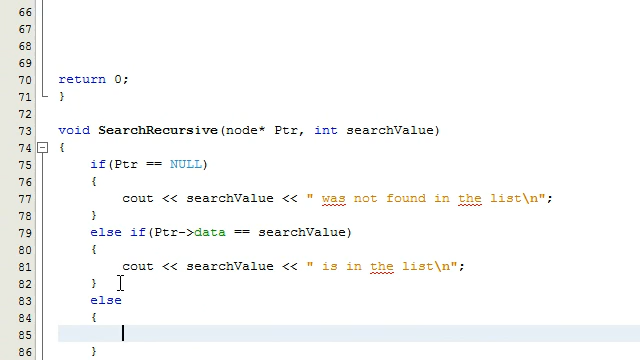 66
67
68
69
70 return 0;
71 }
72
73 void SearchRecursive(node* Ptr, int searchValue)
74 {
75 if(Ptr == NULL)
76 {
77 cout << searchValue << " was not found in the list\n";
78 }
79 else if(Ptr->data == searchValue)
80 {
81 cout << searchValue << " is in the list\n";
82 }
83 else
84 {
85
86 }